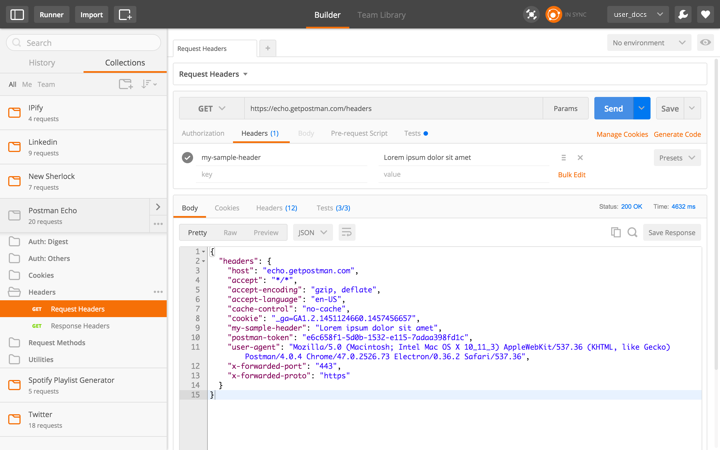 Runner
Import
Builder
Team Library
IN SYNC
user_docs
Search
History
Collections
All Me Team
IPify
4 requests
Linkedin
9 requests
New Sherlock
7 requests
Postman Echo
20 requests
Auth: Digest
Auth: Others
Cookies
Headers
GET Request Headers
GET Response Headers
Request Methods
Utilities
Spotify Playlist Generator
5 requests
Twitter
18 requests
Request Headers
+
No environment
Request Headers
GET https://echo.getpostman.com/headers Params Send Save
Authorization Headers (1) Body Pre-request Script Tests Manage Cookies Generate Code
my-sample-header Lorem ipsum dolor sit amet Presets
key value Bulk Edit
Body Cookies Headers (12) Tests (3/3) Status: 200 OK Time: 4632 ms
Pretty Raw Preview JSON Save Response
1 {
2 "headers": {
3 "host": "echo.getpostman.com",
4 "accept": "*/*",
5 "accept-encoding": "gzip, deflate",
6 "accept-language": "en-US",
7 "cache-control": "no-cache",
8 "cookie": "_ga=GA1.2.1451124660.1457456657",
9 "my-sample-header": "Lorem ipsum dolor sit amet",
10 "postman-token": "e6c658f1-5d0b-1532-e115-7adaa398fd1c",
11 "user-agent": "Mozilla/5.0 (Macintosh; Intel Mac OS X 10_11_3) AppleWebKit/537.36 (KHTML, like Gecko)
Postman/4.0.4 Chrome/47.0.2526.73 Electron/0.36.2 Safari/537.36",
12 "x-forwarded-port": "443",
13 "x-forwarded-proto": "https"
14 }
15 }